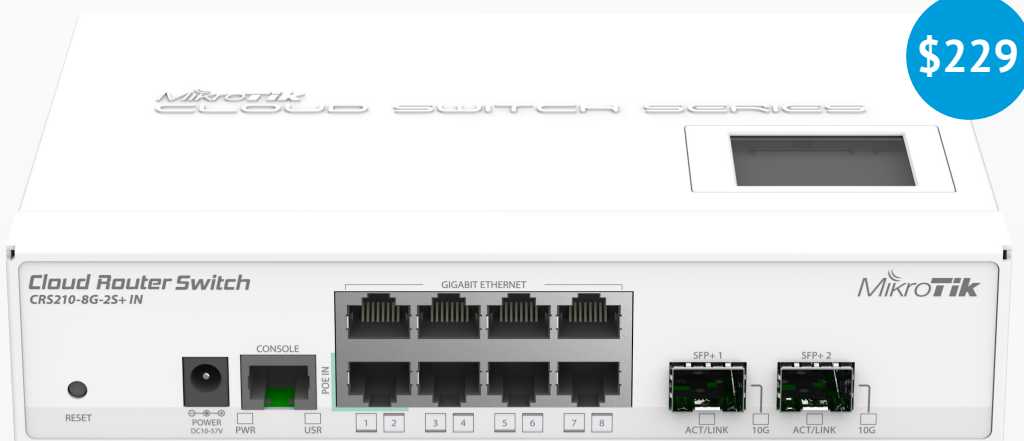 $229
MikroTik
CLOUD SWITCH SERIES
Cloud Router Switch
CRS210-8G-2S+ IN
MikroTik
GIGABIT ETHERNET
CONSOLE
POE IN
SFP+ 1
SFP+ 2
RESET
POWER
DC10-57V
PWR
USR
1 2 3 4 5 6 7 8
ACT/LINK
10G
ACT/LINK
10G